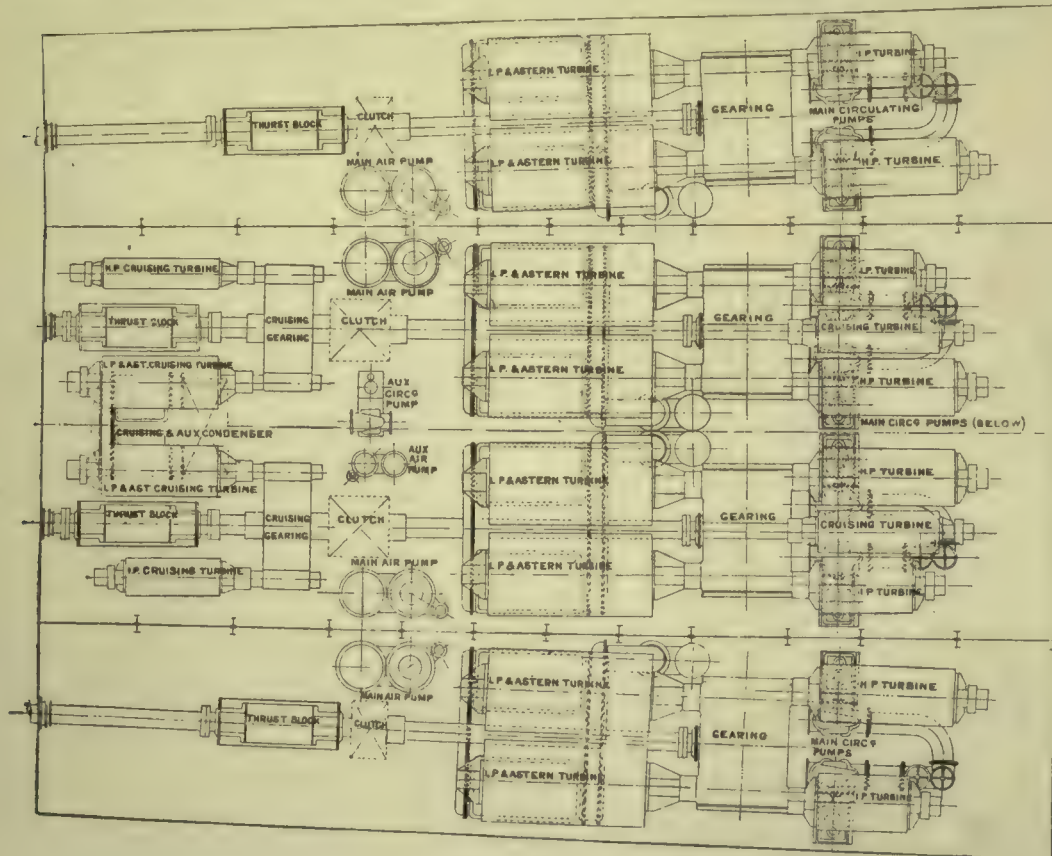 THURST BLOCK
CLUTCH
L.P & ASTERN TURBINE
GEARING
I.P TURBINE
MAIN CIRCULATING
PUMPS
MAIN AIR PUMP
L.P & ASTERN TURBINE
H.P. TURBINE
H.P. CRUISING TURBINE
MAIN AIR PUMP
L.P. & ASTERN TURBINE
I.P. TURBINE
THRUST BLOCK
CRUISING
GEARING
CLUTCH
GEARING
CRUISING TURBINE
L.P & AST. CRUISING TURBINE
AUX
CIRCG
PUMP
L.P. & ASTERN TURBINE
H.P. TURBINE
CRUISING & AUX CONDENSER
MAIN CIRCG PUMPS (BELOW)
L.P & AST CRUISING TURBINE
AUX
AIR
PUMP
L.P & ASTERN TURBINE
H.P. TURBINE
THRUST BLOCK
CRUISING
GEARING
CLUTCH
GEARING
CRUISING TURBINE
I.P. CRUISING TURBINE
MAIN AIR PUMP
L.P & ASTERN TURBINE
I.P TURBINE
MAIN AIR PUMP
L.P & ASTERN TURBINE
H.P TURBINE
THRUST BLOCK
CLUTCH
GEARING
MAIN CIRCG
PUMPS
L.P & ASTERN TURBINE
I.P TURBINE